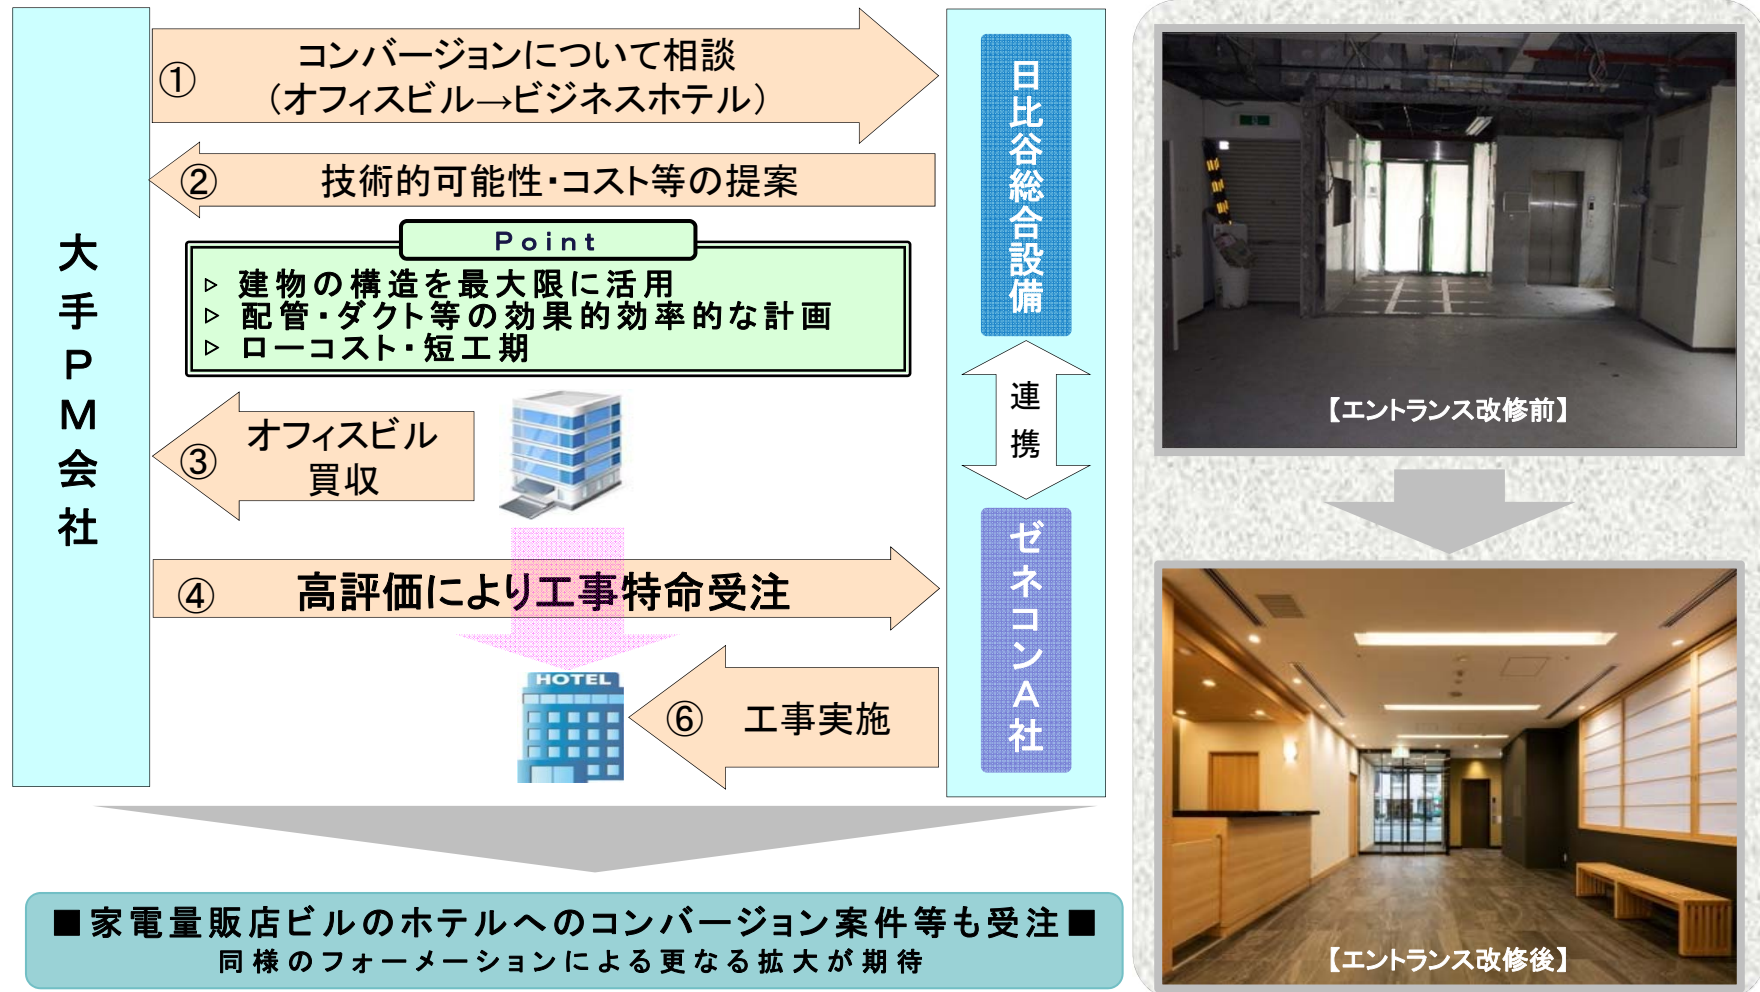 大手PM会社
①
コンバージョンについて相談
（オフィスビル→ビジネスホテル）
②
技術的可能性・コスト等の提案
Point
▷ 建物の構造を最大限に活用
▷ 配管・ダクト等の効果的効率的な計画
▷ ローコスト・短工期
③
オフィスビル
買収
④
高評価により工事特命受注
HOTEL
⑥
工事実施
日比谷総合設備
連携
ゼネコンA社
【エントランス改修前】
【エントランス改修後】
■家電量販店ビルのホテルへのコンバージョン案件等も受注■
同様のフォーメーションによる更なる拡大が期待